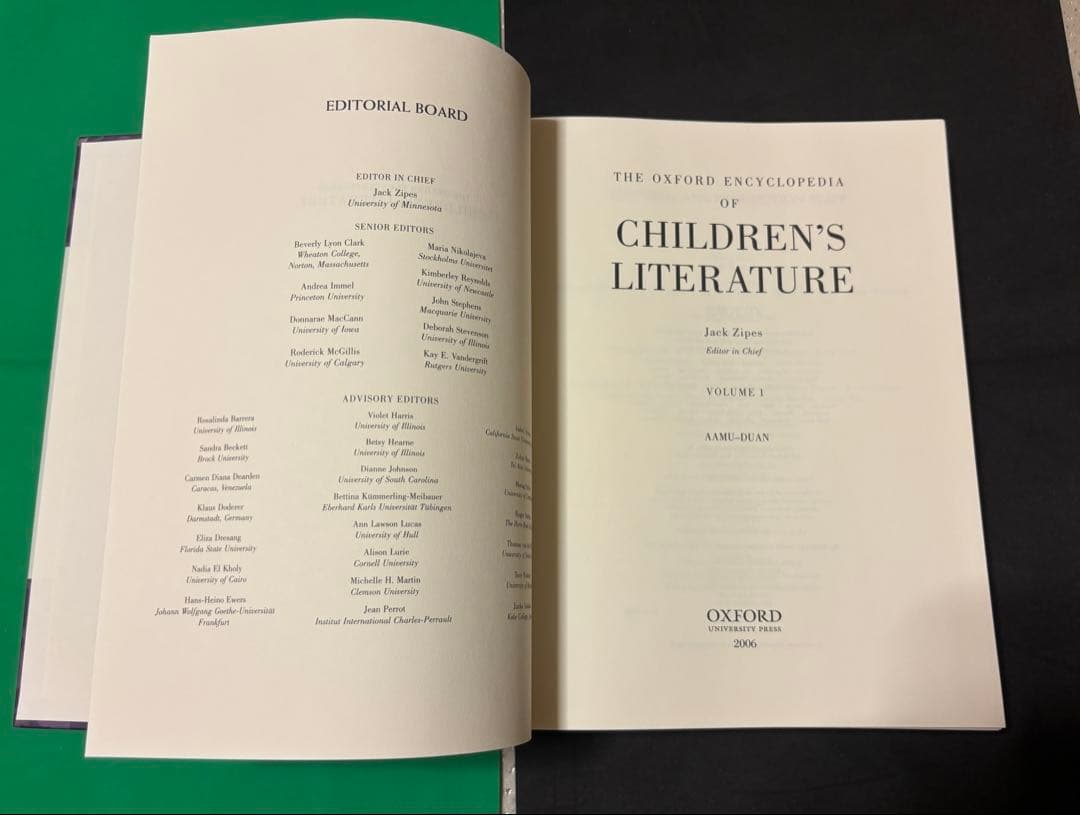 EDITORIAL BOARD
EDITOR IN CHIEF
Jack Zipes
University of Minnesota
SENIOR EDITORS
Beverly Lyon Clark
Wheaton College,
Norton, Massachusetts
Andrea Immel
Princeton University
Donnarae MacCann
University of Iowa
Roderick McGillis
University of Calgary
Maria Nikolajeva
Stockholms Universitet
Kimberley Reynolds
University of Newcastle
John Stephens
Macquarie University
Deborah Stevenson
University of Illinois
Kay E. Vandergrift
Rutgers University
ADVISORY EDITORS
Rosalinda Barrera
University of Illinois
Sandra Beckett
Brock University
Carmen Diana Dearden
Caracas, Venezuela
Klaus Doderer
Darmstadt, Germany
Eliza Dresang
Florida State University
Nadia El Kholy
University of Cairo
Hans-Heino Ewers
Johann Wolfgang Goethe-Universität
Frankfurt
Violet Harris
University of Illinois
Betsy Hearne
University of Illinois
Dianne Johnson
University of South Carolina
Bettina Kümmerling-Meibauer
Eberhard Karls Universität Tübingen
Ann Lawson Lucas
University of Hull
Alison Lurie
Cornell University
Michelle H. Martin
Clemson University
Jean Perrot
Institut International Charles-Perrault
THE OXFORD ENCYCLOPEDIA
OF
CHILDREN'S
LITERATURE
Jack Zipes
Editor in Chief
VOLUME 1
AAMU–DUAN
OXFORD
UNIVERSITY PRESS
2006